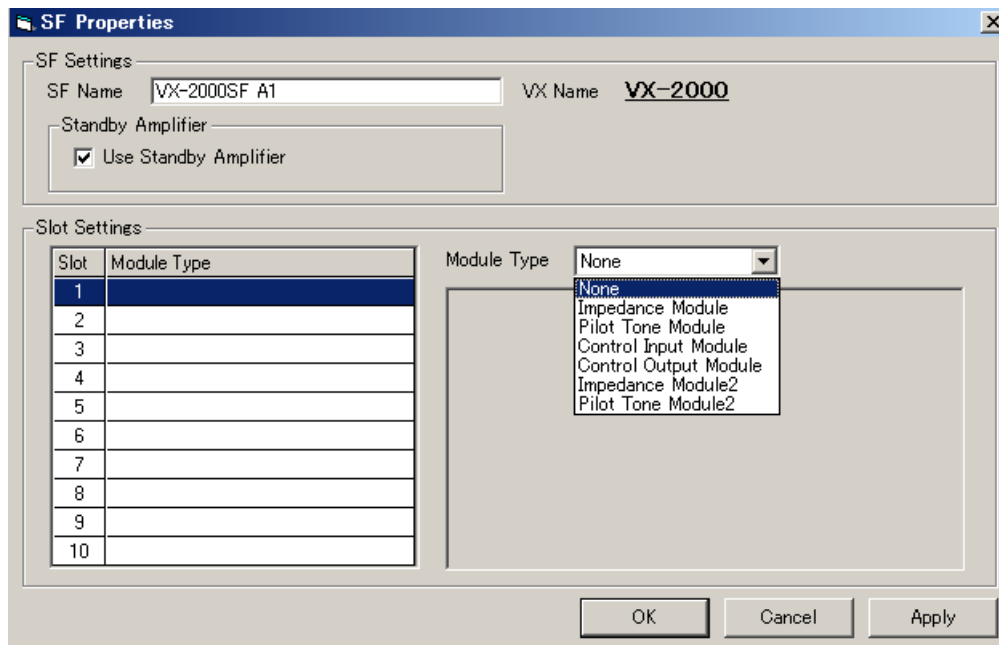 SF Properties
SF Settings
SF Name VX-2000SF A1 VX Name VX-2000
Standby Amplifier
Use Standby Amplifier
Slot Settings
Slot Module Type
1
2
3
4
5
6
7
8
9
10
Module Type None
None
Impedance Module
Pilot Tone Module
Control Input Module
Control Output Module
Impedance Module2
Pilot Tone Module2
OK Cancel Apply